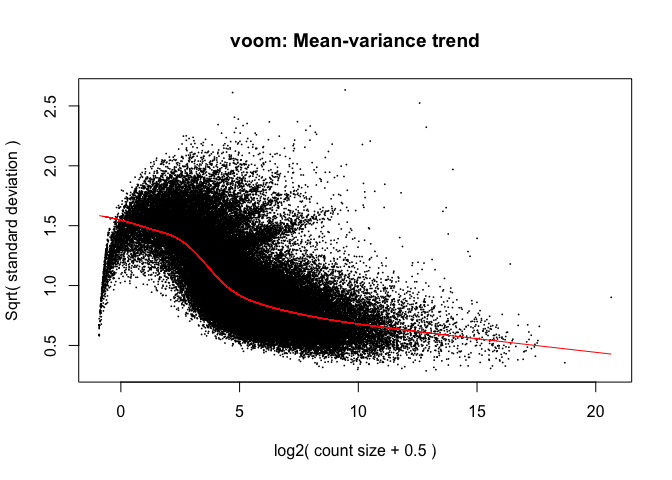 voom: Mean-variance trend
Sqrt( standard deviation )
2.5
2.0
1.5
1.0
0.5
0 5 10 15 20
log2( count size + 0.5 )